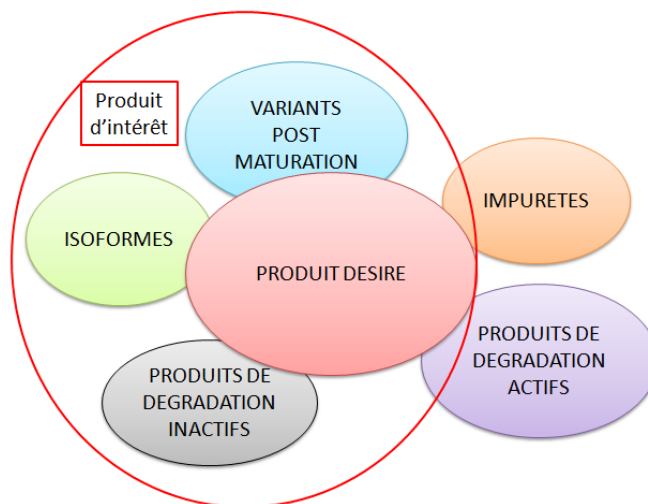 Produit
d'intérêt
VARIANTS
POST
MATURATION
ISOFORMES
IMPURETES
PRODUIT DESIRE
PRODUITS DE
DEGRADATION
INACTIFS
PRODUITS DE
DEGRADATION
ACTIFS